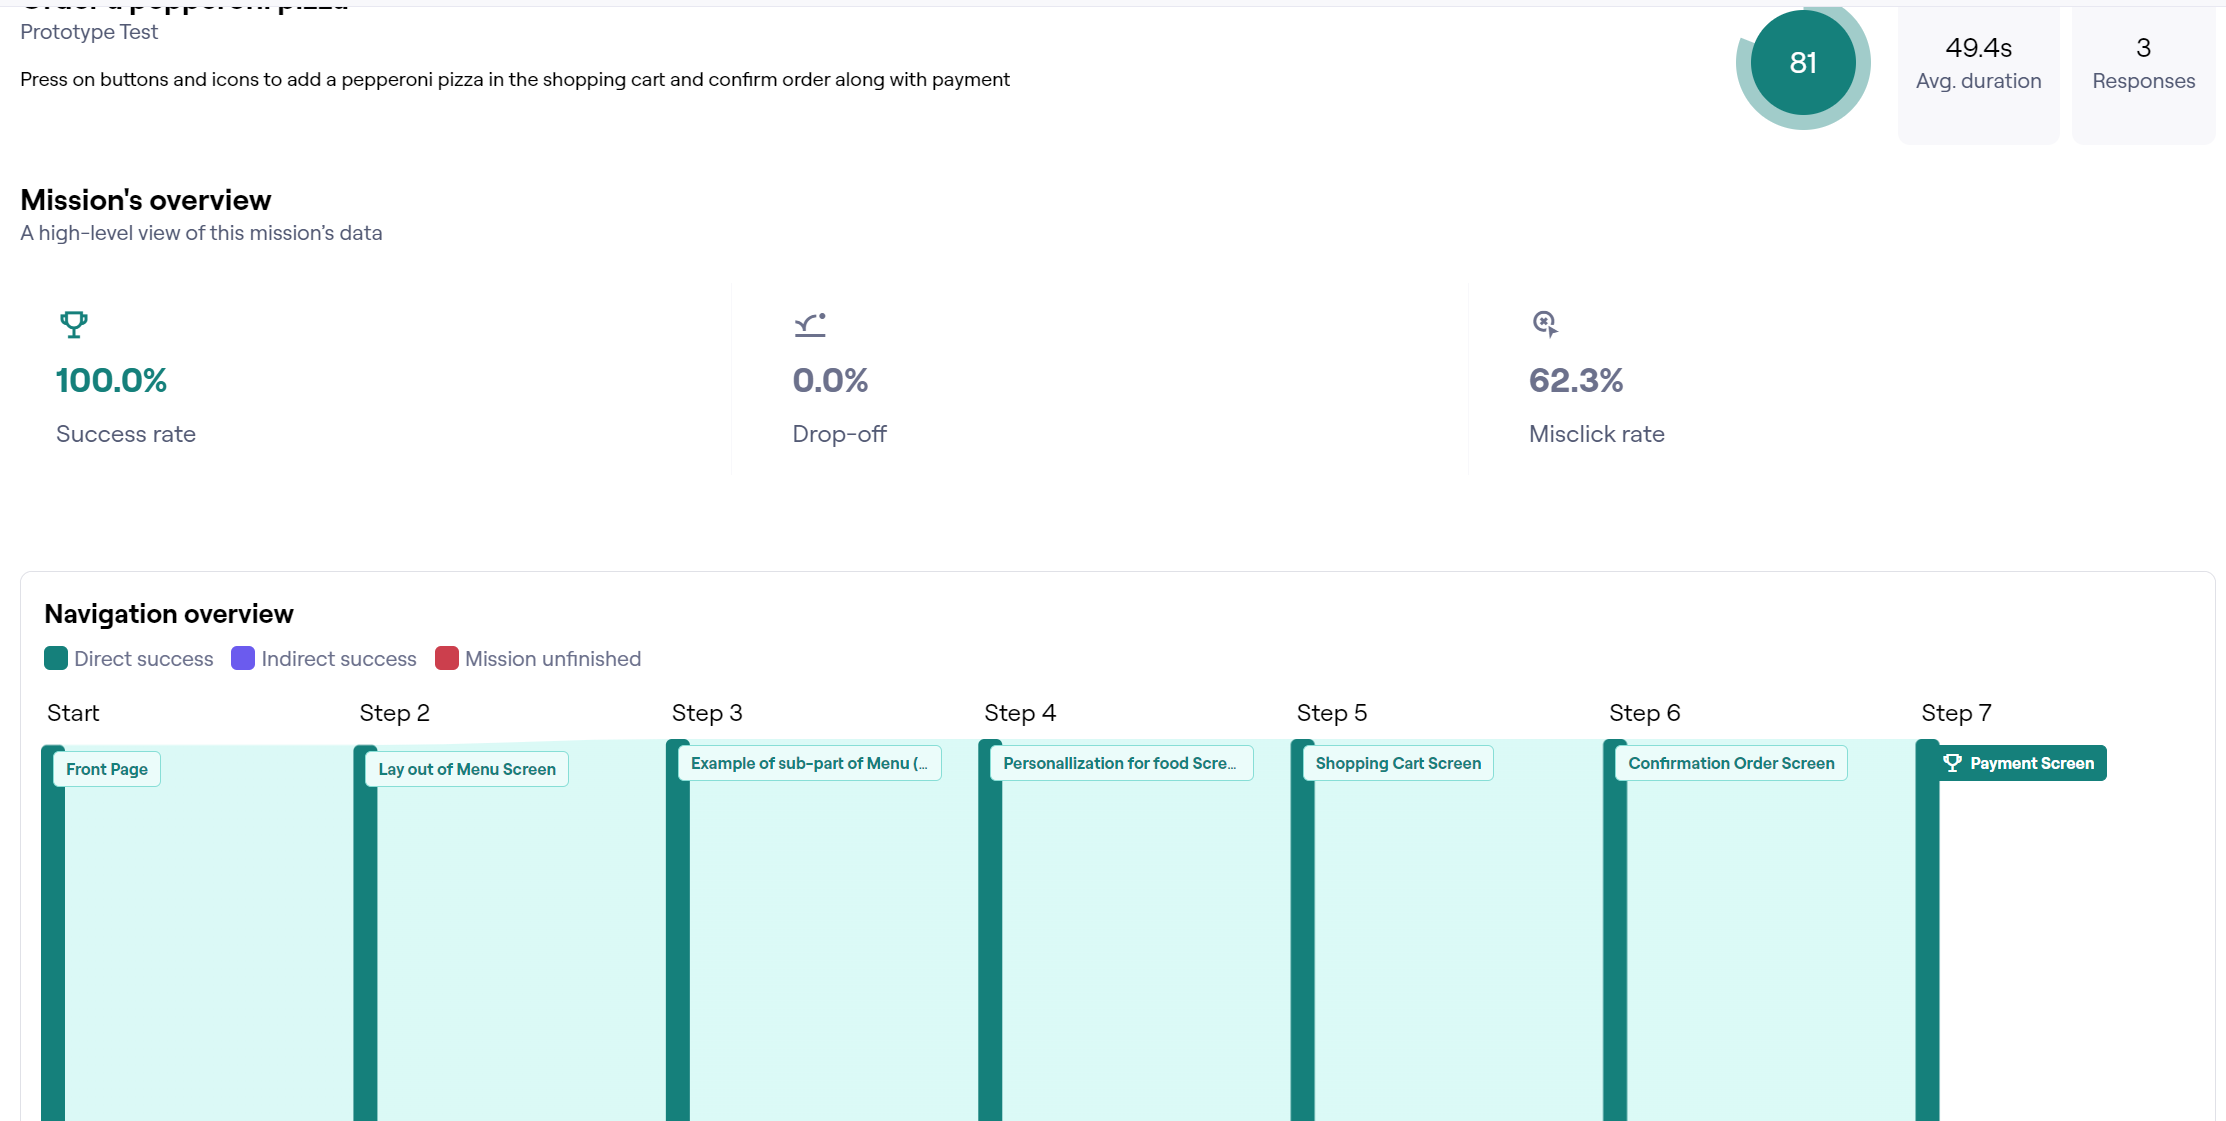 Order a pepperoni pizza
Prototype Test
Press on buttons and icons to add a pepperoni pizza in the shopping cart and confirm order along with payment
81
49.4s
Avg. duration
3
Responses
Mission's overview
A high-level view of this mission's data
100.0%
Success rate
0.0%
Drop-off
62.3%
Misclick rate
Navigation overview
Direct success
Indirect success
Mission unfinished
Start
Step 2
Step 3
Step 4
Step 5
Step 6
Step 7
Front Page
Lay out of Menu Screen
Example of sub-part of Menu (...
Personallization for food Scre...
Shopping Cart Screen
Confirmation Order Screen
Payment Screen